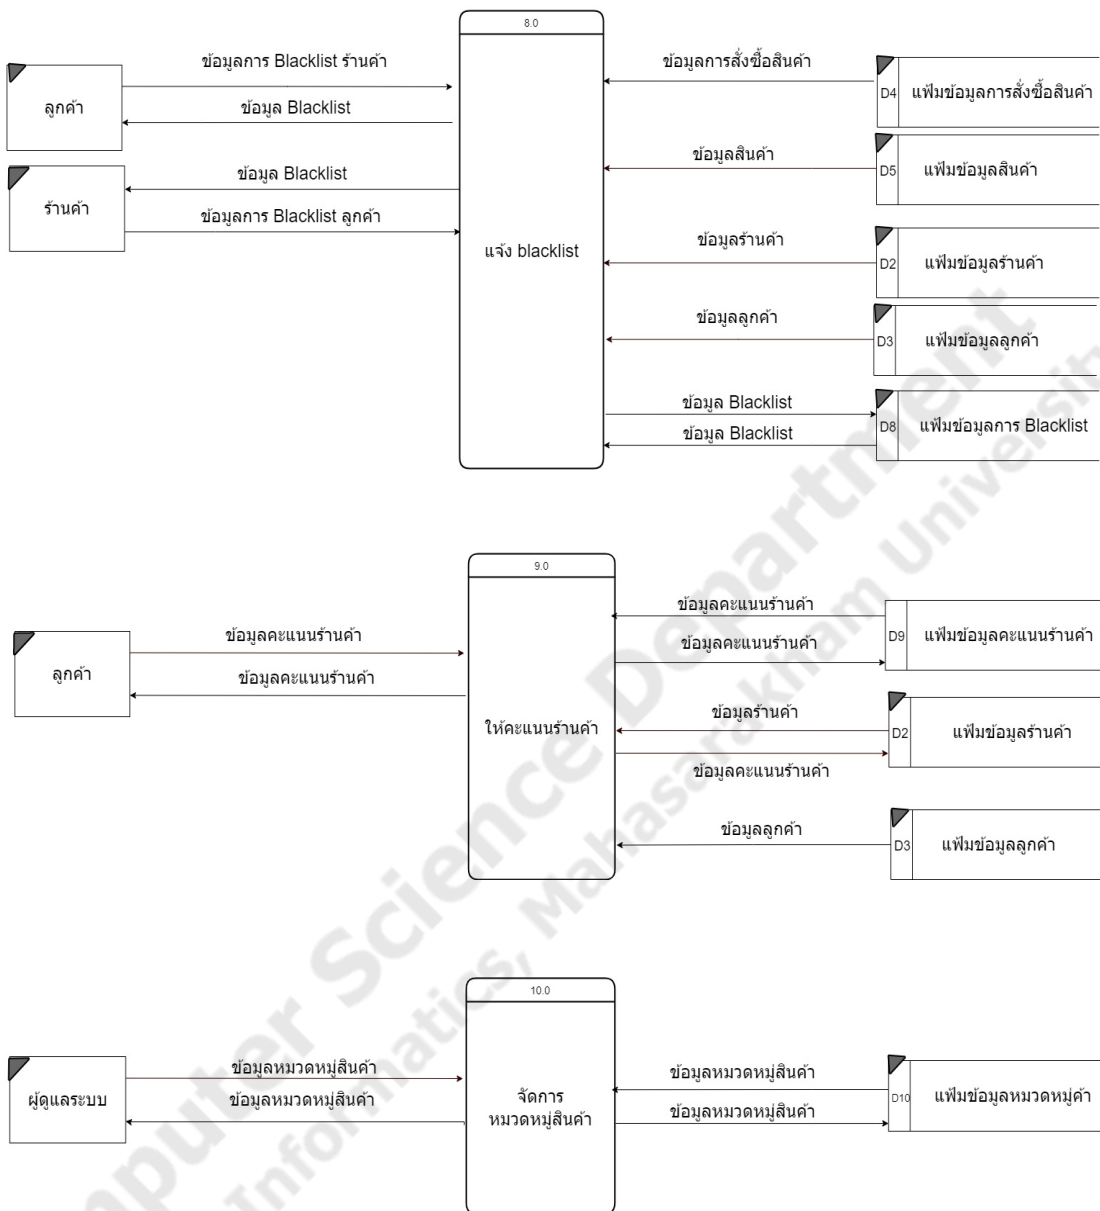 8.0
ข้อมูลการ Blacklist ร้านค้า
ข้อมูลการสั่งซื้อสินค้า
ลูกค้า
D4
แฟ้มข้อมูลการสั่งซื้อสินค้า
ข้อมูล Blacklist
ข้อมูลสินค้า
D5
แฟ้มข้อมูลสินค้า
ข้อมูล Blacklist
ร้านค้า
ข้อมูลการ Blacklist ลูกค้า
แจ้ง blacklist
ข้อมูลร้านค้า
D2
แฟ้มข้อมูลร้านค้า
ข้อมูลลูกค้า
D3
แฟ้มข้อมูลลูกค้า
ข้อมูล Blacklist
D8
แฟ้มข้อมูลการ Blacklist
ข้อมูล Blacklist
9.0
ข้อมูลคะแนนร้านค้า
ข้อมูลคะแนนร้านค้า
D9
แฟ้มข้อมูลคะแนนร้านค้า
ข้อมูลคะแนนร้านค้า
ลูกค้า
ข้อมูลคะแนนร้านค้า
ให้คะแนนร้านค้า
ข้อมูลร้านค้า
D2
แฟ้มข้อมูลร้านค้า
ข้อมูลคะแนนร้านค้า
ข้อมูลลูกค้า
D3
แฟ้มข้อมูลลูกค้า
10.0
ข้อมูลหมวดหมู่สินค้า
ข้อมูลหมวดหมู่สินค้า
ผู้ดูแลระบบ
ข้อมูลหมวดหมู่สินค้า
จัดการ
หมวดหมู่สินค้า
ข้อมูลหมวดหมู่สินค้า
D10
แฟ้มข้อมูลหมวดหมู่ค้า
mputer Science Department
Informatics, Mahasarakham Universit